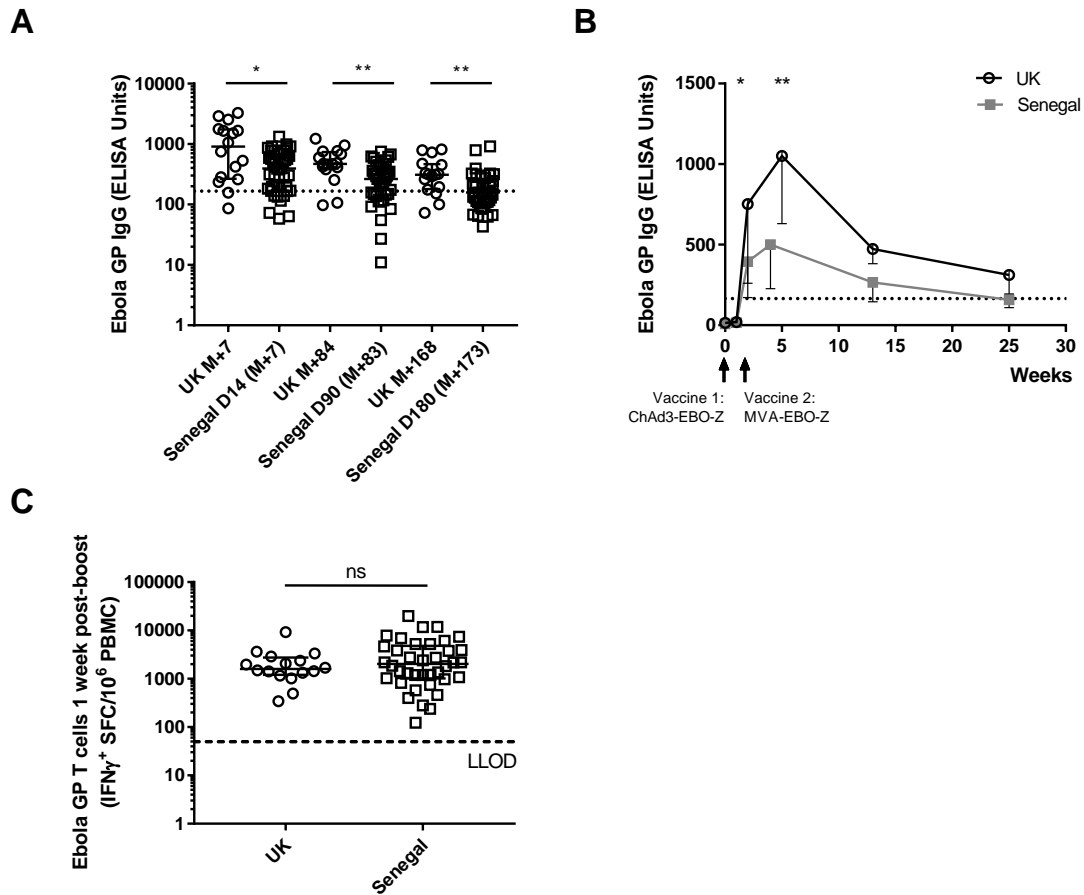 A
Ebola GP IgG (ELISA Units)
10000
1000
100
10
1
*
**
**
UK M+7
Senegal D14 (M+7)
UK M+84
Senegal D90 (M+83)
UK M+168
Senegal D180 (M+173)
B
Ebola GP IgG (ELISA Units)
1500
1000
500
0
*
**
UK
Senegal
0
5
10
15
20
25
30
Weeks
Vaccine 1:
ChAd3-EBO-Z
Vaccine 2:
MVA-EBO-Z
C
Ebola GP T cells 1 week post-boost
(IFNγ⁺ SFC/10⁶ PBMC)
100000
10000
1000
100
10
1
ns
LLOD
UK
Senegal